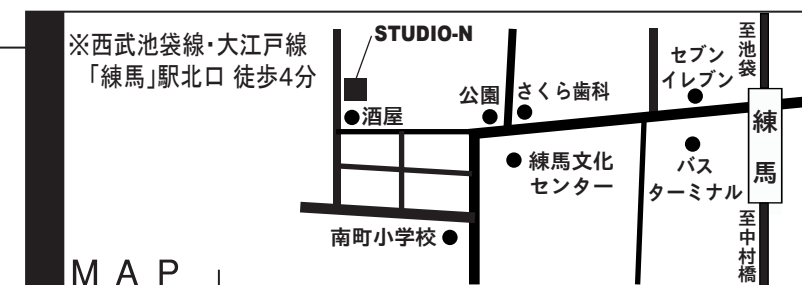 ※西武池袋線・大江戸線
「練馬」駅北口 徒歩4分
STUDIO-N
酒屋
公園
さくら歯科
セブン
イレブン
至池袋
練馬
練馬文化
センター
バス
ターミナル
南町小学校
至中村橋
MAP